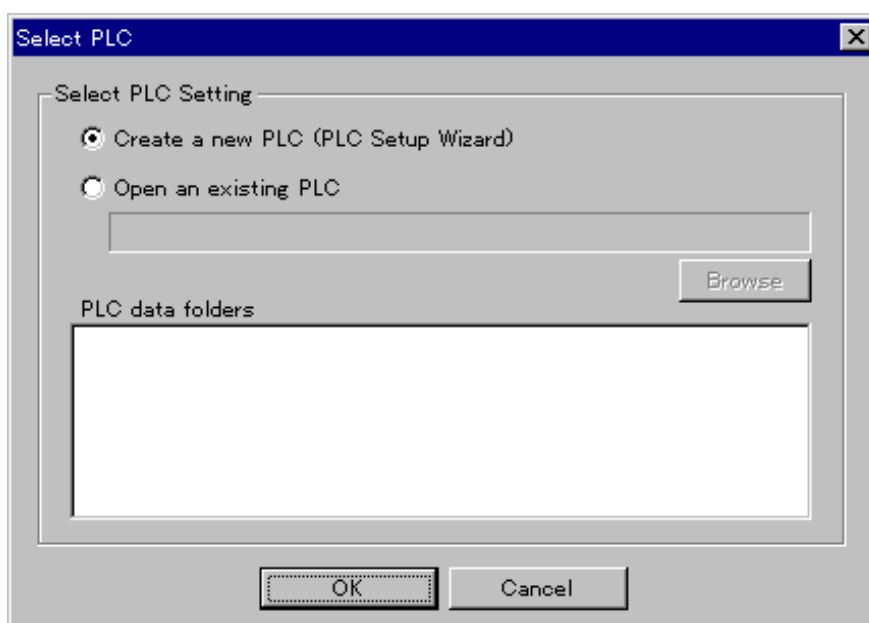 Select PLC
Select PLC Setting
Create a new PLC (PLC Setup Wizard)
Open an existing PLC
Browse
PLC data folders
OK
Cancel